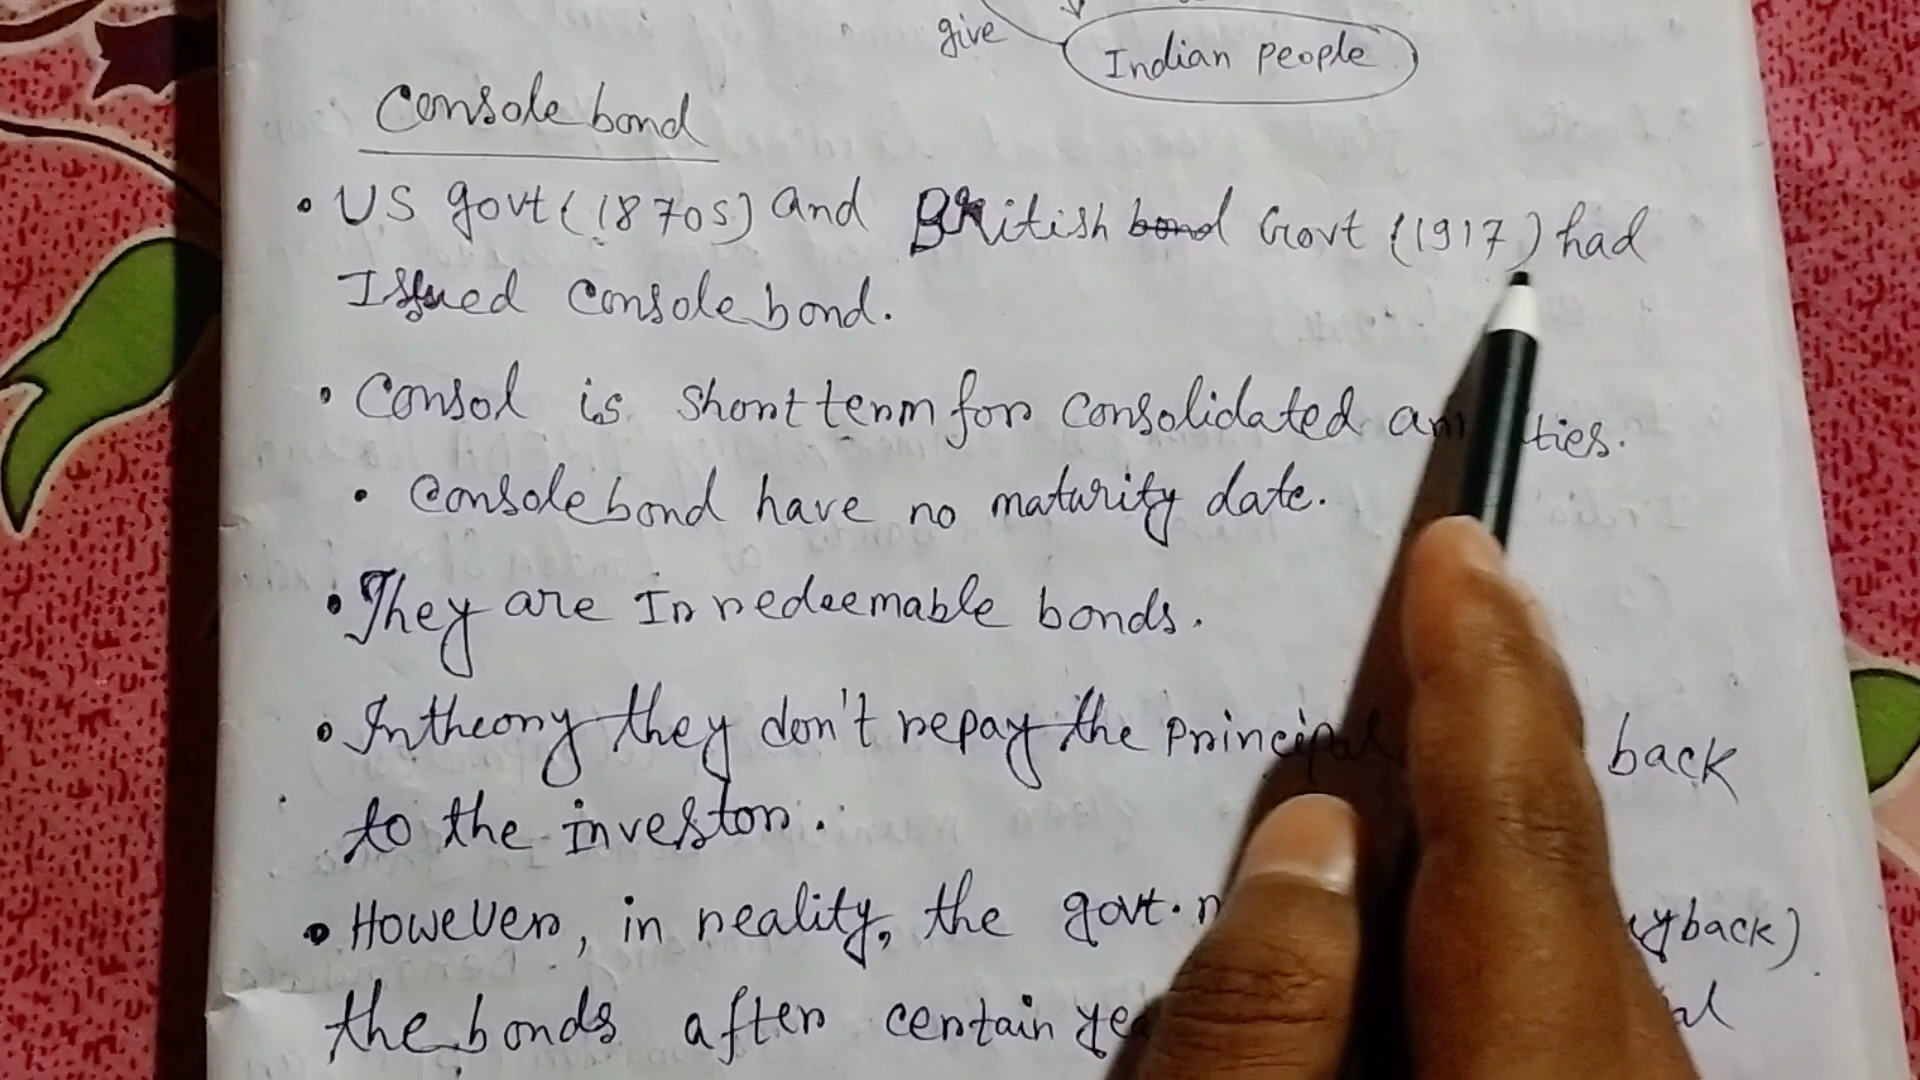 give
Indian people
Console bond
• US govt (1870s) and British bond Govt (1917) had
Issued console bond.
• Consol is short term for consolidated
• console bond have no maturity date.
• They are Irredeemable bonds.
• In theory they don't repay the principal back
to the investor.
• However, in reality, the govt.
the bonds after certain